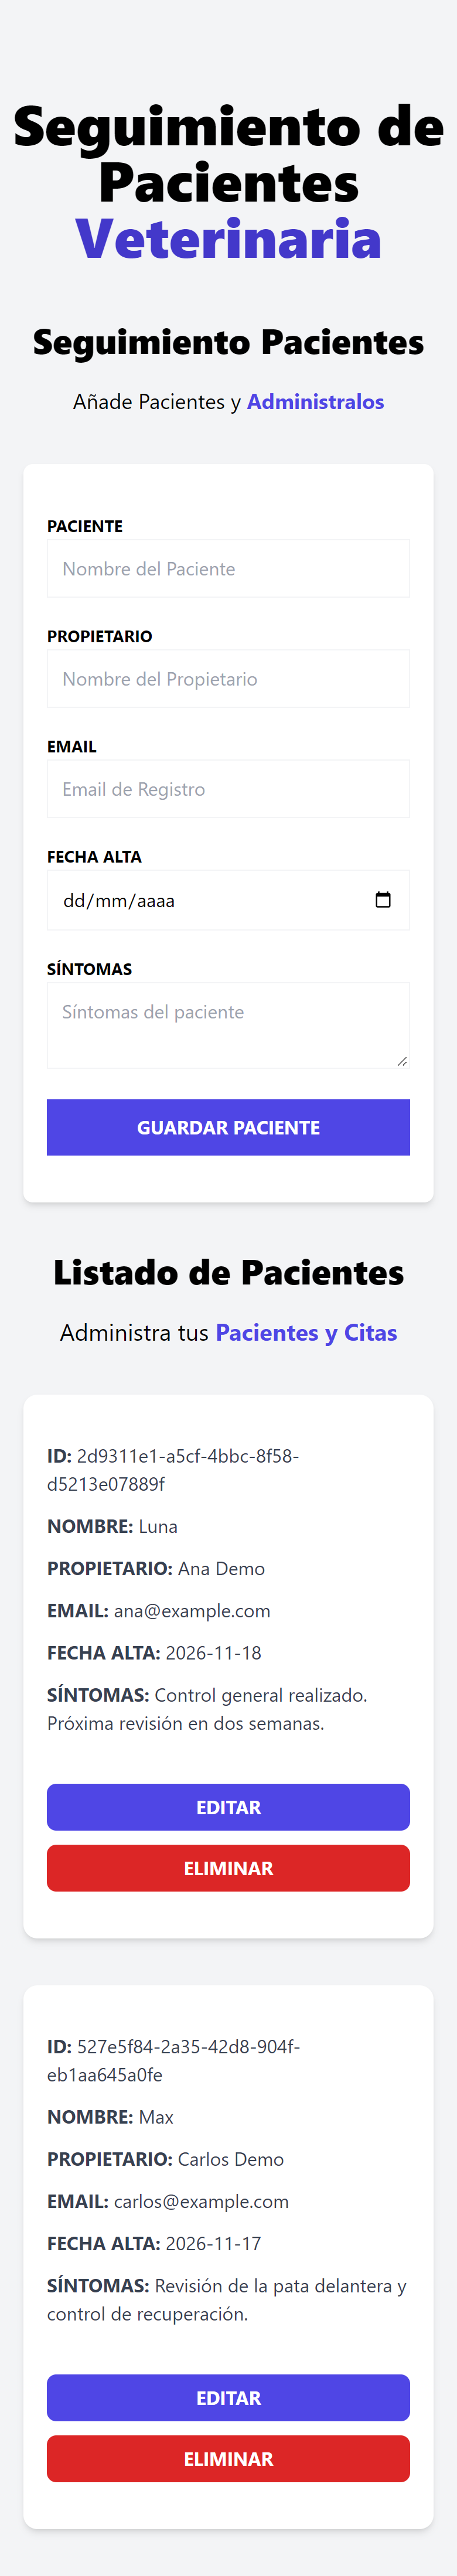 Seguimiento de
Pacientes
Veterinaria
Seguimiento Pacientes
Añade Pacientes y Administralos
PACIENTE
Nombre del Paciente
PROPIETARIO
Nombre del Propietario
EMAIL
Email de Registro
FECHA ALTA
dd/mm/aaaa
SÍNTOMAS
Síntomas del paciente
GUARDAR PACIENTE
Listado de Pacientes
Administra tus Pacientes y Citas
ID: 2d9311e1-a5cf-4bbc-8f58-
d5213e07889f
NOMBRE: Luna
PROPIETARIO: Ana Demo
EMAIL: ana@example.com
FECHA ALTA: 2026-11-18
SÍNTOMAS: Control general realizado.
Próxima revisión en dos semanas.
EDITAR
ELIMINAR
ID: 527e5f84-2a35-42d8-904f-
eb1aa645a0fe
NOMBRE: Max
PROPIETARIO: Carlos Demo
EMAIL: carlos@example.com
FECHA ALTA: 2026-11-17
SÍNTOMAS: Revisión de la pata delantera y
control de recuperación.
EDITAR
ELIMINAR